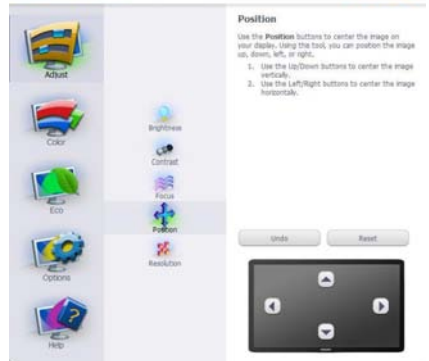 Adjust
Color
Eco
Options
Help
Brightness
Contrast
Focus
Position
Resolution
Position
Use the Position buttons to center the image on
your display. Using the tool, you can position the image
up, down, left, or right.
1. Use the Up/Down buttons to center the image
vertically.
2. Use the Left/Right buttons to center the image
horizontally.
Undo
Reset